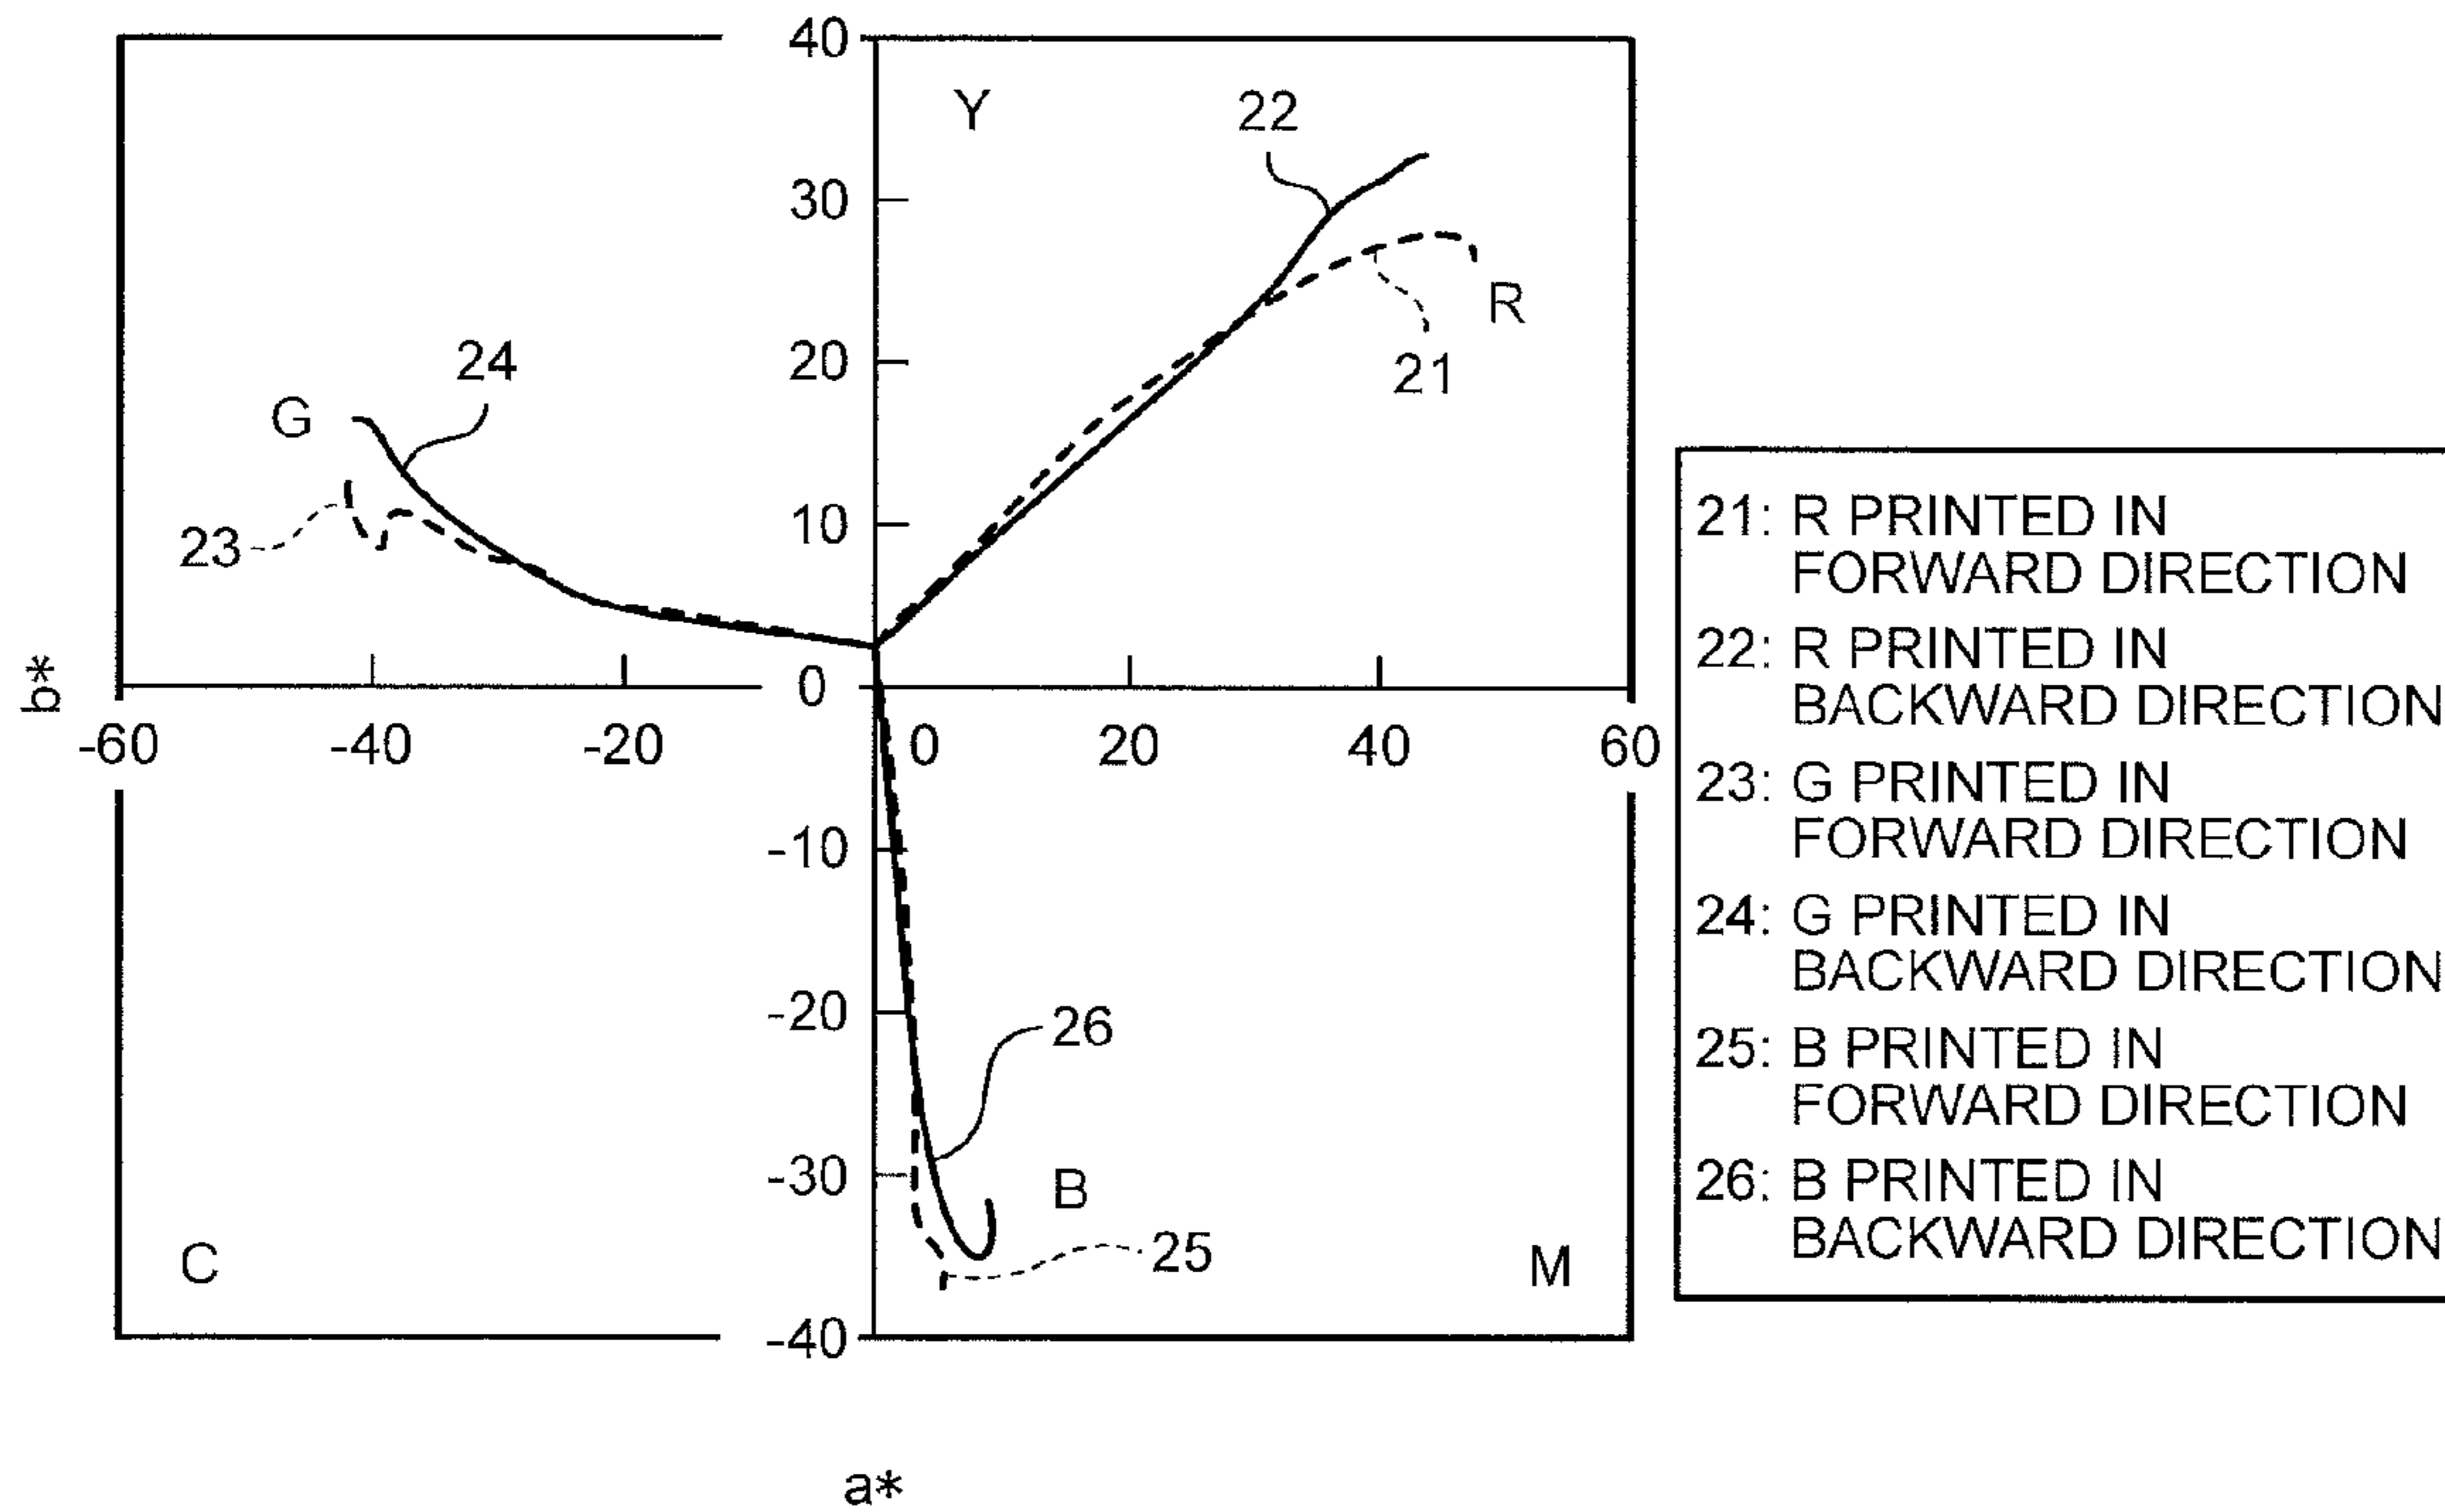 40
Y
22
30
R
24
20
21
G
10
23
b*
0
-60
-40
-20
0
20
40
60
-10
-20
26
-30
B
25
C
M
-40
a*
21: R PRINTED IN
FORWARD DIRECTION
22: R PRINTED IN
BACKWARD DIRECTION
23: G PRINTED IN
FORWARD DIRECTION
24: G PRINTED IN
BACKWARD DIRECTION
25: B PRINTED IN
FORWARD DIRECTION
26: B PRINTED IN
BACKWARD DIRECTION